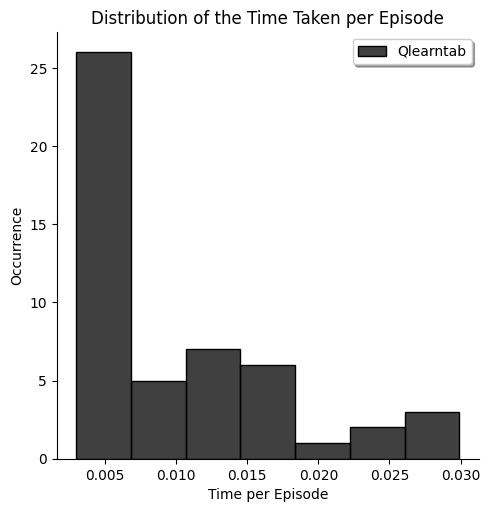 Distribution of the Time Taken per Episode
Qlearntab
Occurrence
25
20
15
10
5
0
0.005 0.010 0.015 0.020 0.025 0.030
Time per Episode